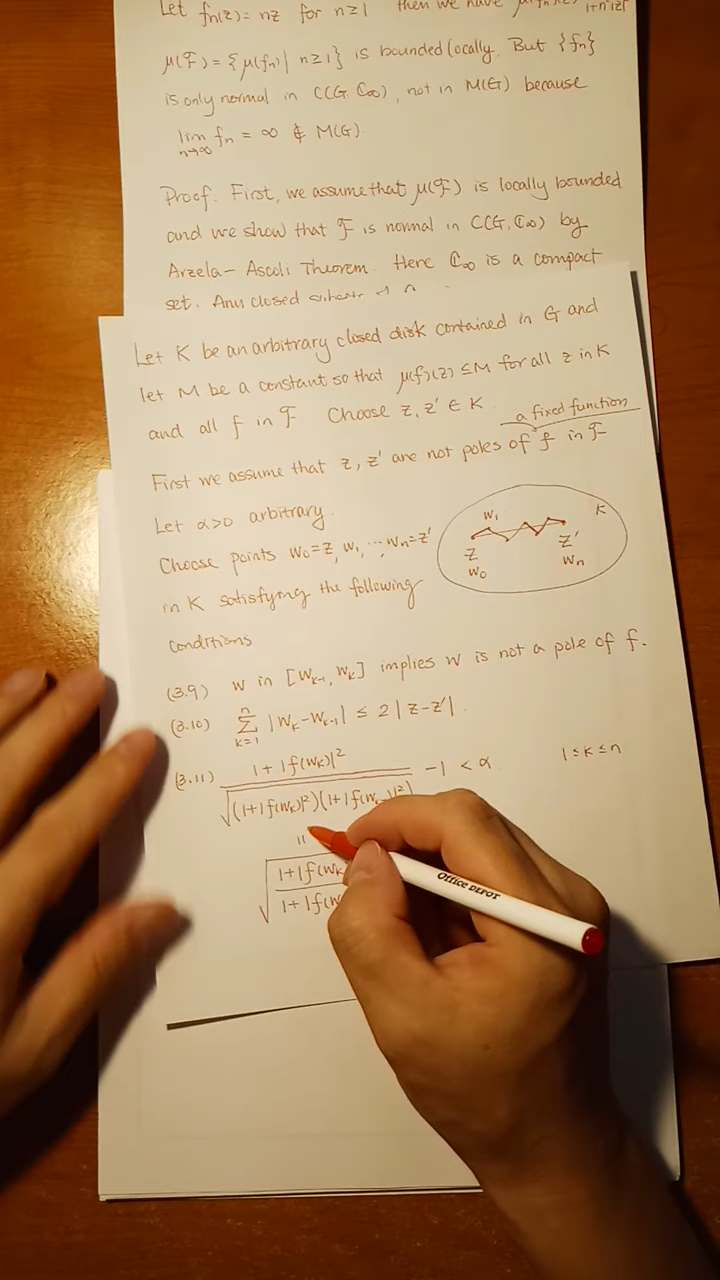 Let fn(z) = nz for n≥1 then we have
μ(F) = {μ(fn) | n≥1} is bounded locally. But {fn}
is only normal in C(G, C∞), not in M(G) because
lim n→∞ fn = ∞ ∉ M(G)
Proof. First, we assume that μ(F) is locally bounded
and we show that F is normal in C(G, C∞) by
Arzela-Ascoli Theorem. Here C∞ is a compact
set. Any closed
Let K be an arbitrary closed disk contained in G and
let M be a constant so that μ(f)(z) ≤ M for all z in K
and all f in F. Choose z, z' ∈ K.
a fixed function
First we assume that z, z' are not poles of f in F
Let α>0 arbitrary.
Choose points w0=z, w1, ..., wn=z'
in K satisfying the following
conditions
w1 K
z z'
w0 wn
(3.9) w in [wk-1, wk] implies w is not a pole of f.
(3.10) Σ k=1 n |wk - wk-1| ≤ 2|z-z'|.
(3.11) 1+|f(wk)|² / √(1+|f(wk)|²)(1+|f(wk-1)|²) - 1 < α 1≤k≤n
"
√ 1+|f(wk / 1+|f(w
Office DEPOT